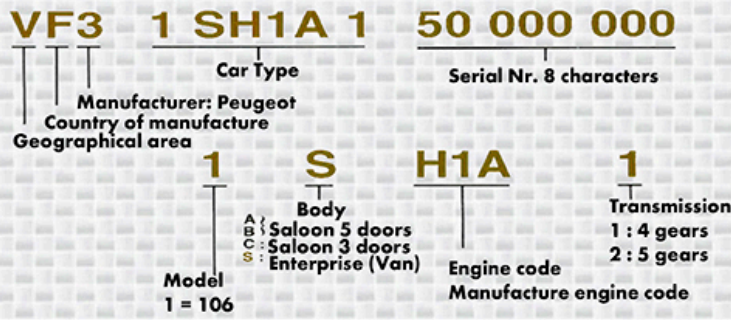 VF3 1 SH1A 1 50 000 000
Car Type
Serial Nr. 8 characters
Manufacturer: Peugeot
Country of manufacture
Geographical area
1 S H1A 1
Body
A
B } Saloon 5 doors
C : Saloon 3 doors
S : Enterprise (Van)
Transmission
1 : 4 gears
2 : 5 gears
Model
1 = 106
Engine code
Manufacture engine code